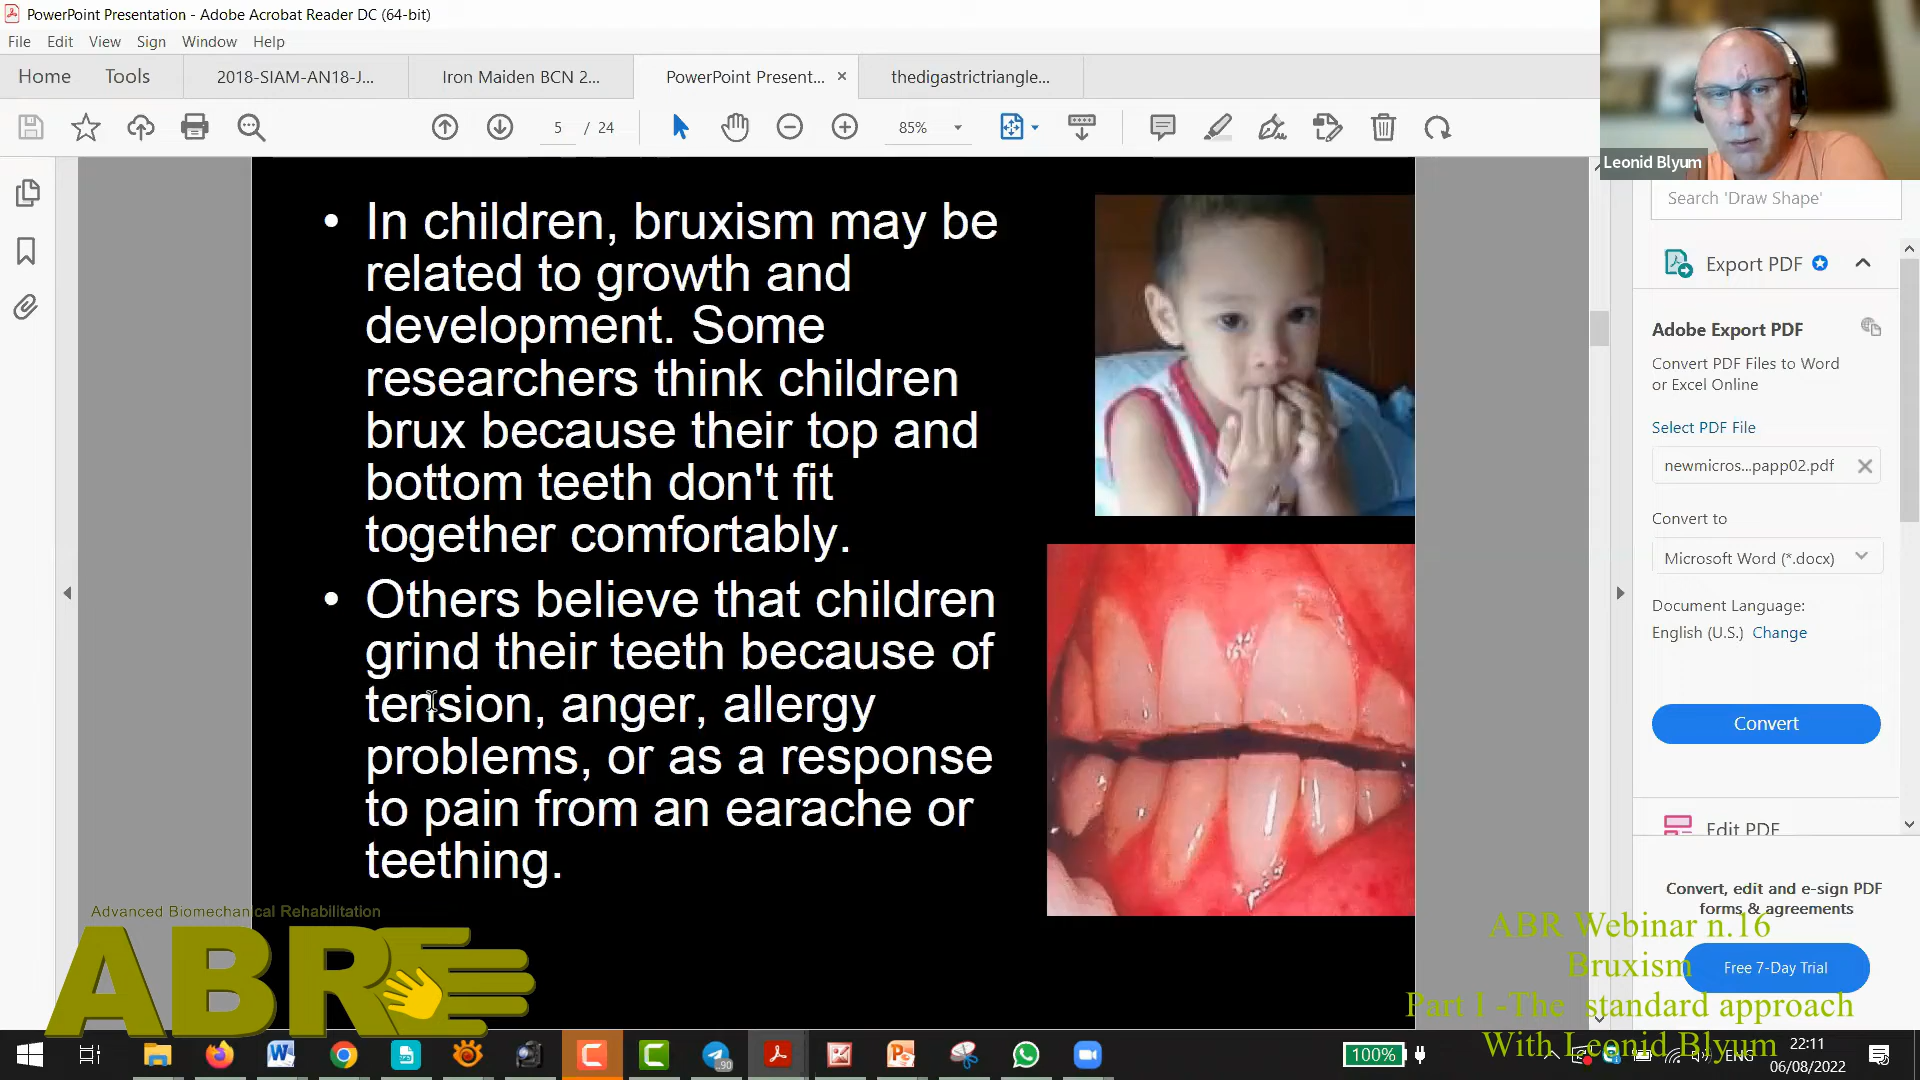 PowerPoint Presentation - Adobe Acrobat Reader DC (64-bit)
File Edit View Sign Window Help
Home Tools 2018-SIAM-AN18-J... Iron Maiden BCN 2... PowerPoint Present... thedigastrictriangle...
5 / 24 85%
Leonid Blyum
• In children, bruxism may be
related to growth and
development. Some
researchers think children
brux because their top and
bottom teeth don't fit
together comfortably.
• Others believe that children
grind their teeth because of
tension, anger, allergy
problems, or as a response
to pain from an earache or
teething.
Search 'Draw Shape'
Export PDF
Adobe Export PDF
Convert PDF Files to Word
or Excel Online
Select PDF File
newmicros...papp02.pdf
Convert to
Microsoft Word (*.docx)
Document Language:
English (U.S.) Change
Convert
Edit PDF
Convert, edit and e-sign PDF
forms & agreements
Free 7-Day Trial
Advanced Biomechanical Rehabilitation
ABR
ABR Webinar n.16
Bruxism
Part I -The standard approach
With Leonid Blyum
100%
ENG
22:11
06/08/2022